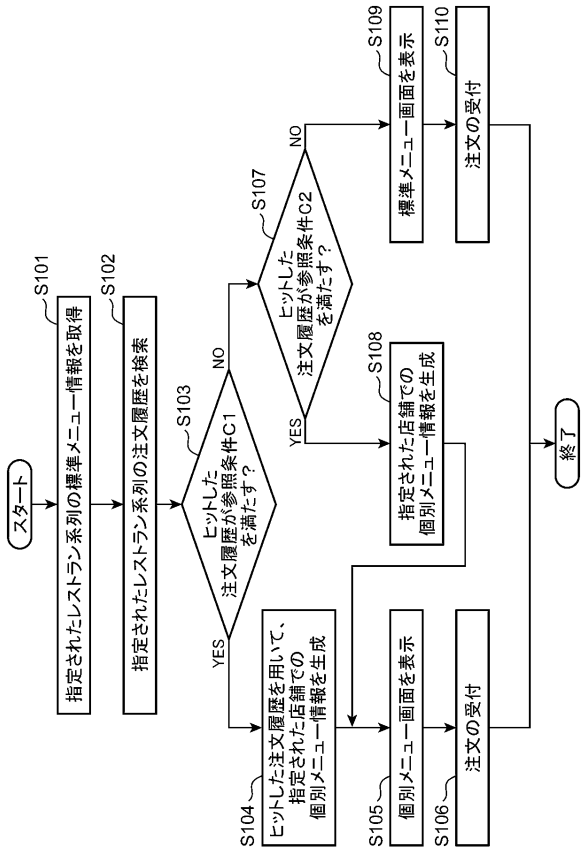 スタート
S101
指定されたレストラン系列の標準メニュー情報を取得
S102
指定されたレストラン系列の注文履歴を検索
S103
ヒットした
注文履歴が参照条件C1
を満たす？
YES
NO
S104
ヒットした注文履歴を用いて、
指定された店舗での
個別メニュー情報を生成
S105
個別メニュー画面を表示
S106
注文の受付
S107
ヒットした
注文履歴が参照条件C2
を満たす？
YES
NO
S108
指定された店舗での
個別メニュー情報を生成
S109
標準メニュー画面を表示
S110
注文の受付
終了